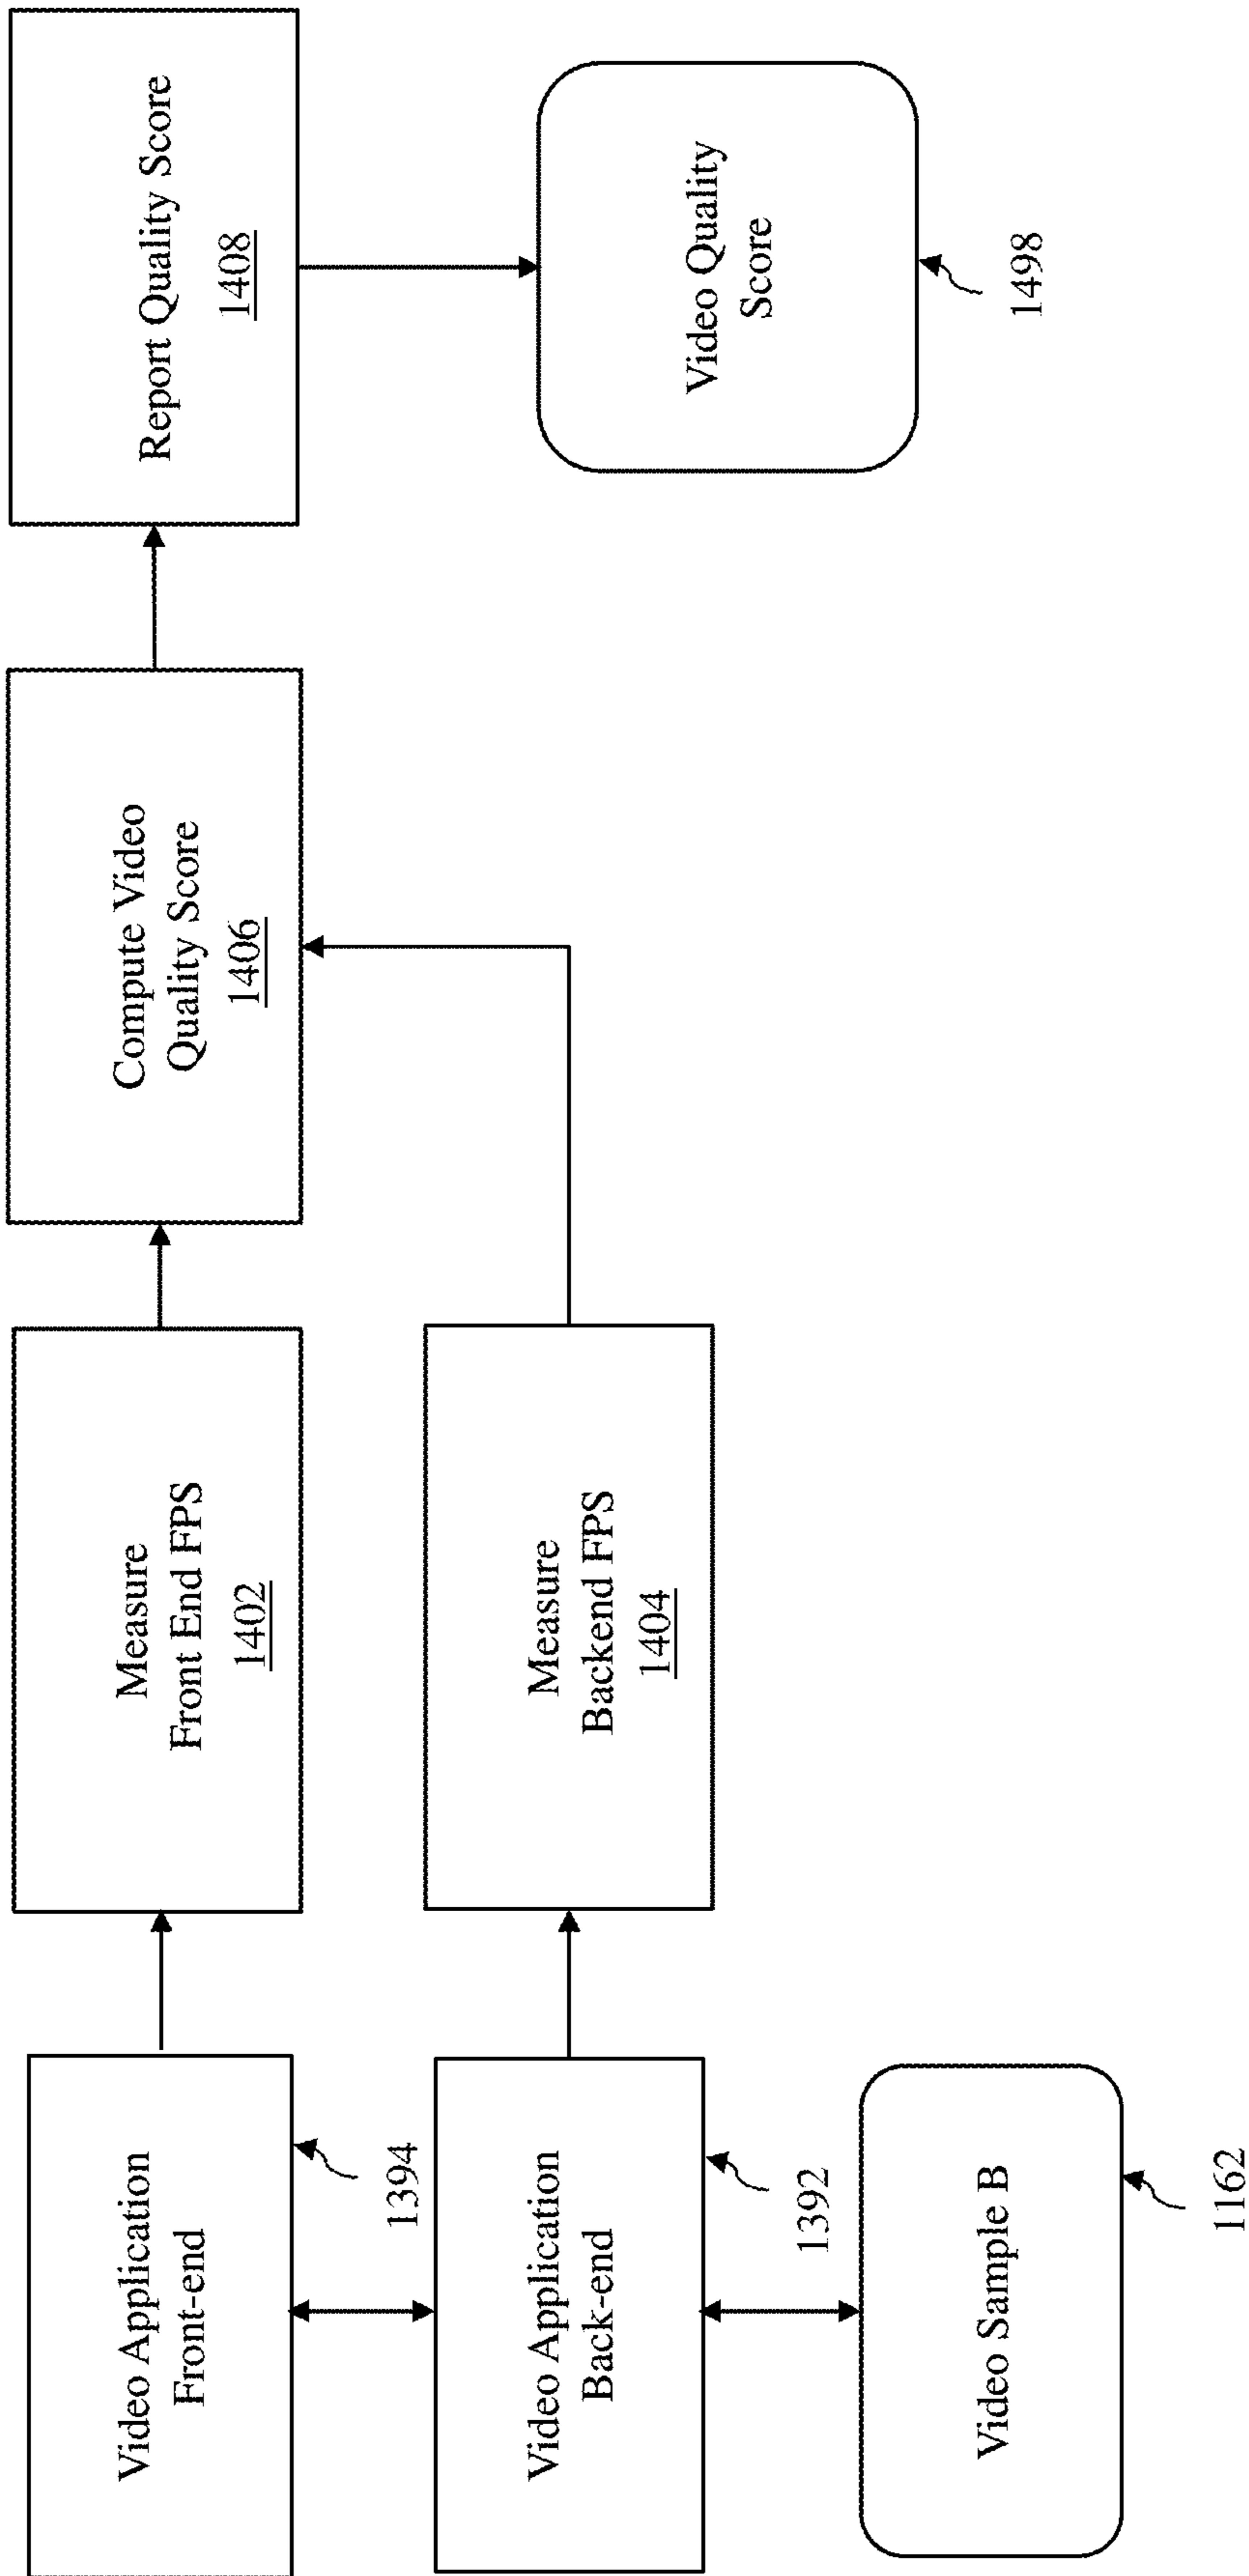 Video Application
Front-end
1394
Measure
Front End FPS
1402
Compute Video
Quality Score
1406
Report Quality Score
1408
Video Application
Back-end
1392
Measure
Backend FPS
1404
Video Quality
Score
1498
Video Sample B
1162